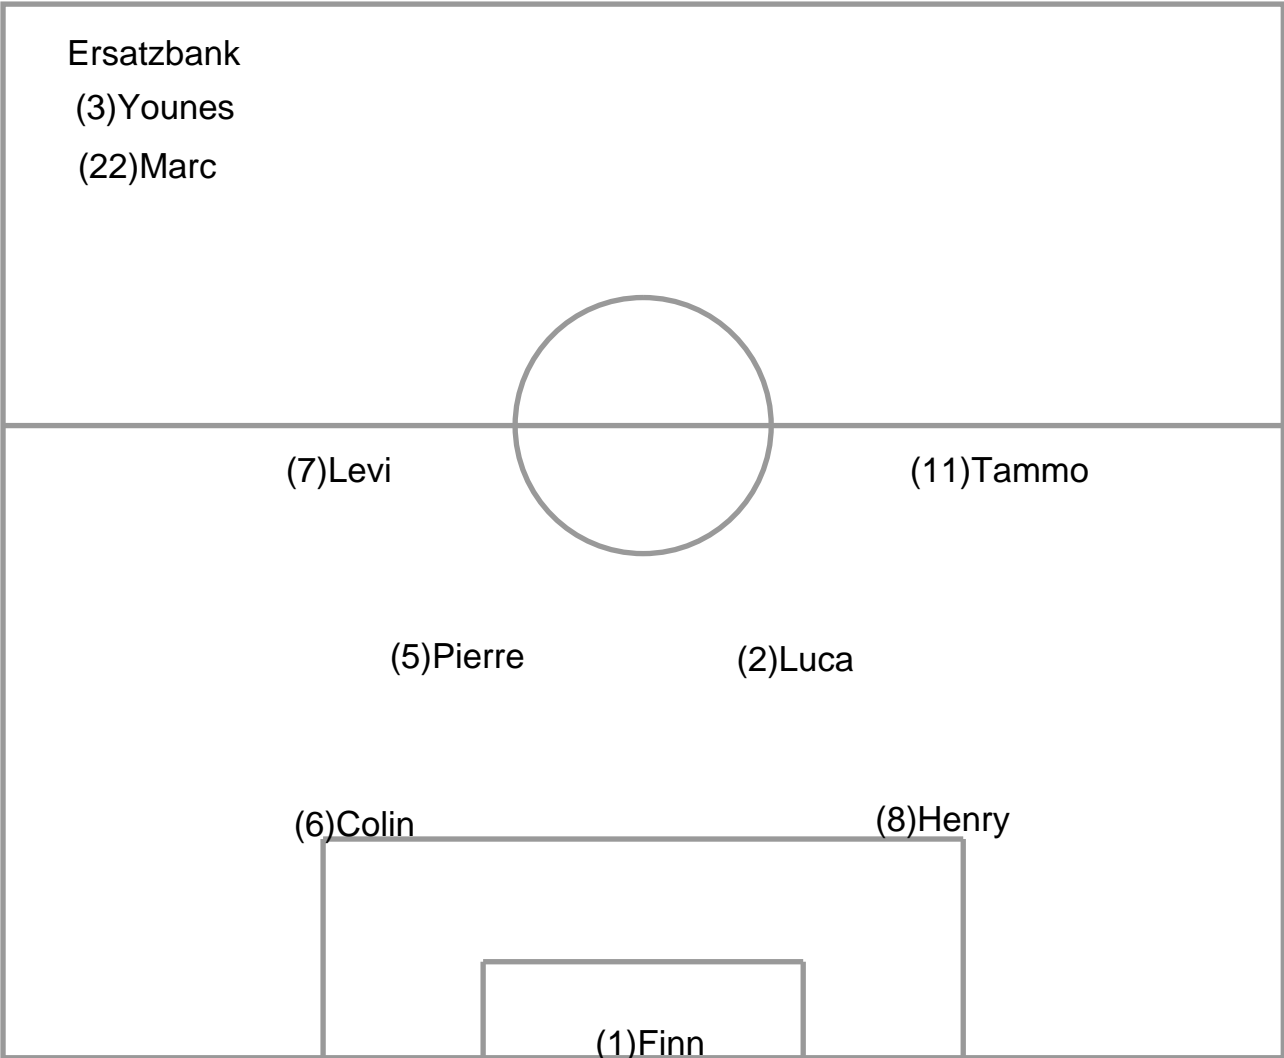 Ersatzbank
(3)Younes
(22)Marc
(7)Levi
(11)Tammo
(5)Pierre
(2)Luca
(6)Colin
(8)Henry
(1)Finn